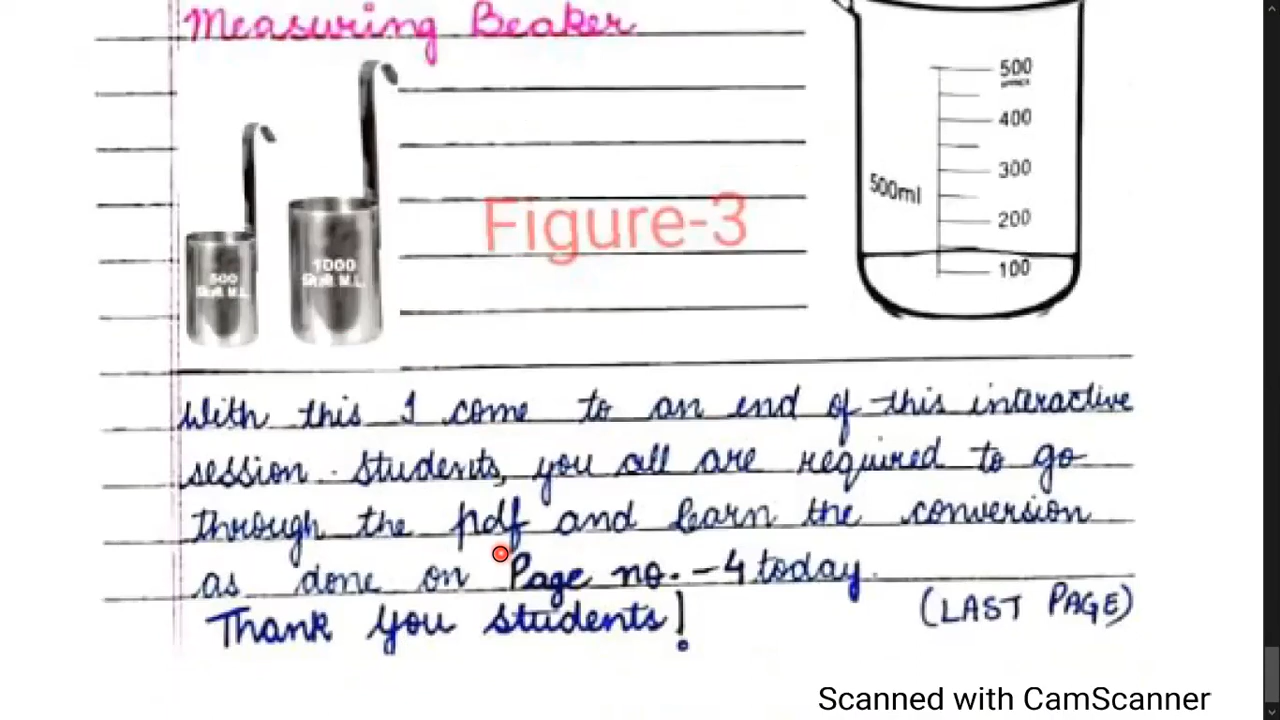 Measuring Beaker
500
400
300
500ml
200
100
Figure-3
1000
500
With this I come to an end of this interactive
session. Students, you all are required to go
through the pdf and learn the conversion
as done on Page no. - 4 today.
Thank You Students!
(LAST PAGE)
Scanned with CamScanner